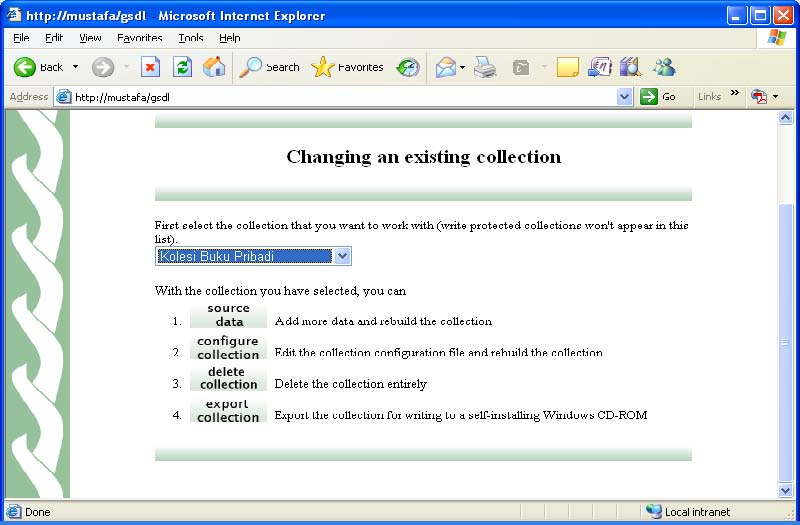 http://mustafa/gsdl - Microsoft Internet Explorer
File Edit View Favorites Tools Help
Back Search Favorites
Address http://mustafa/gsdl Go Links »
Changing an existing collection
First select the collection that you want to work with (write protected collections won't appear in this
list).
Kolesi Buku Pribadi
With the collection you have selected, you can
1. source data Add more data and rebuild the collection
2. configure collection Edit the collection configuration file and rebuild the collection
3. delete collection Delete the collection entirely
4. export collection Export the collection for writing to a self-installing Windows CD-ROM
Done Local intranet